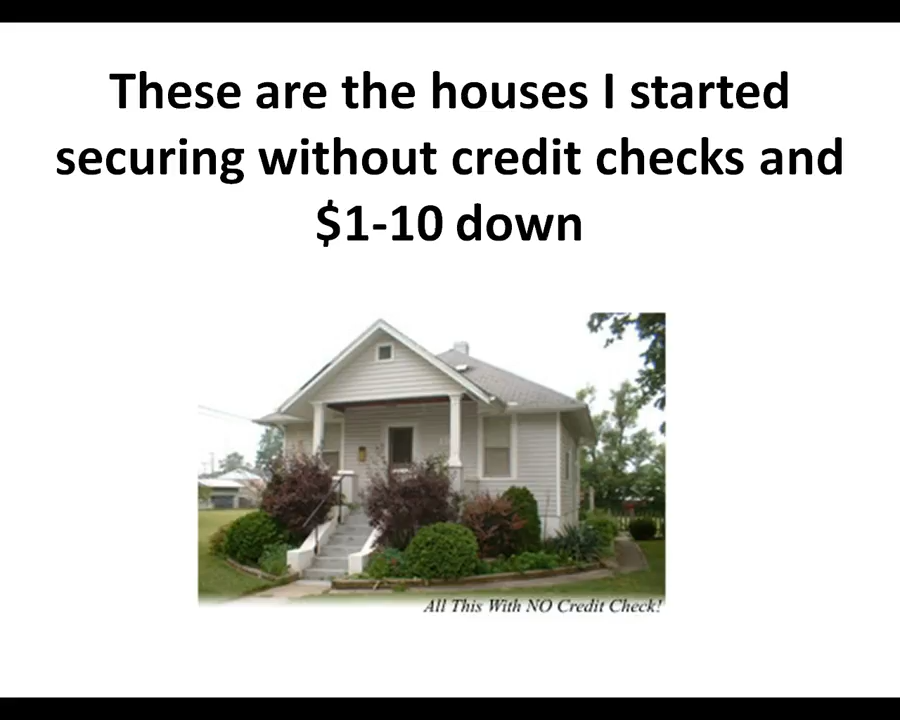 These are the houses I started
securing without credit checks and
$1-10 down
All This With NO Credit Check!